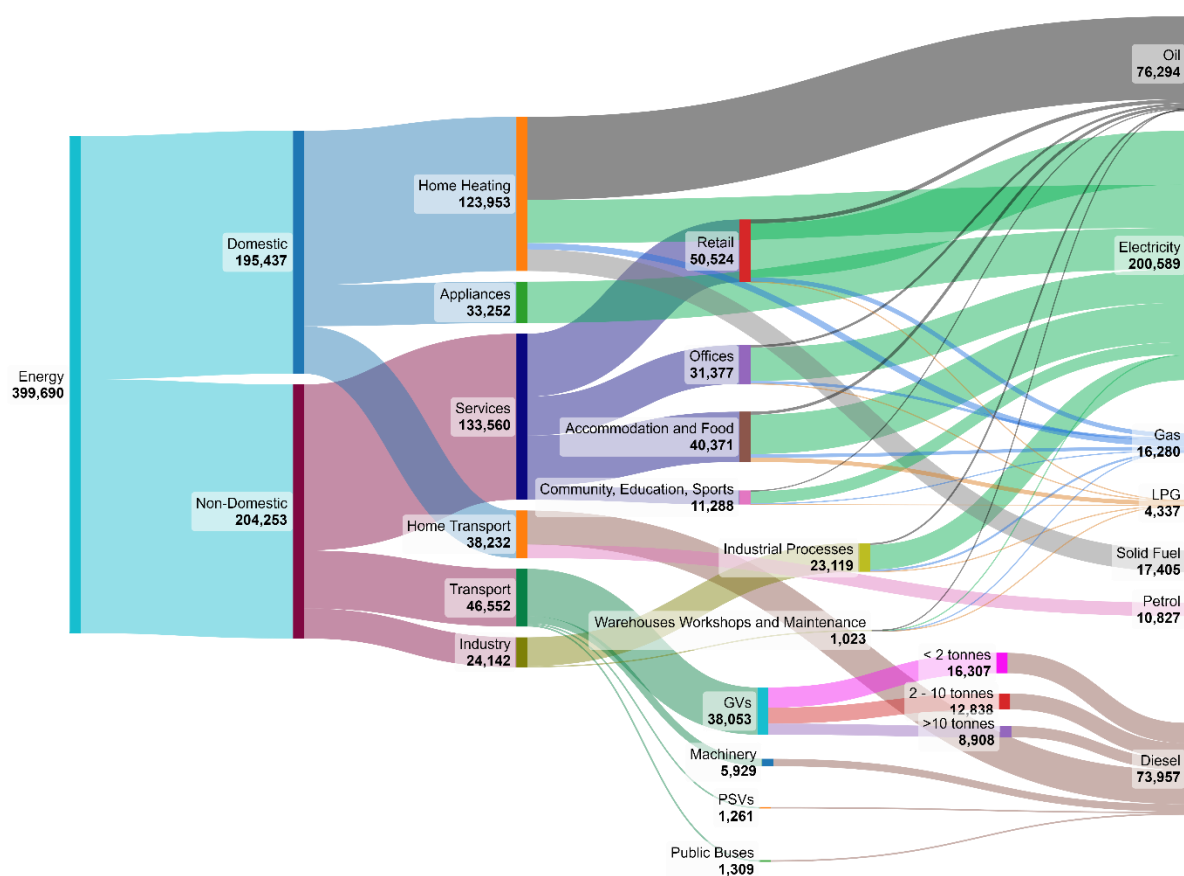 Energy
399,690
Domestic
195,437
Non-Domestic
204,253
Home Heating
123,953
Appliances
33,252
Services
133,560
Home Transport
38,232
Transport
46,552
Industry
24,142
Retail
50,524
Offices
31,377
Accommodation and Food
40,371
Community, Education, Sports
11,288
Industrial Processes
23,119
Warehouses Workshops and Maintenance
1,023
GVs
38,053
Machinery
5,929
PSVs
1,261
Public Buses
1,309
< 2 tonnes
16,307
2 - 10 tonnes
12,838
>10 tonnes
8,908
Oil
76,294
Electricity
200,589
Gas
16,280
LPG
4,337
Solid Fuel
17,405
Petrol
10,827
Diesel
73,957